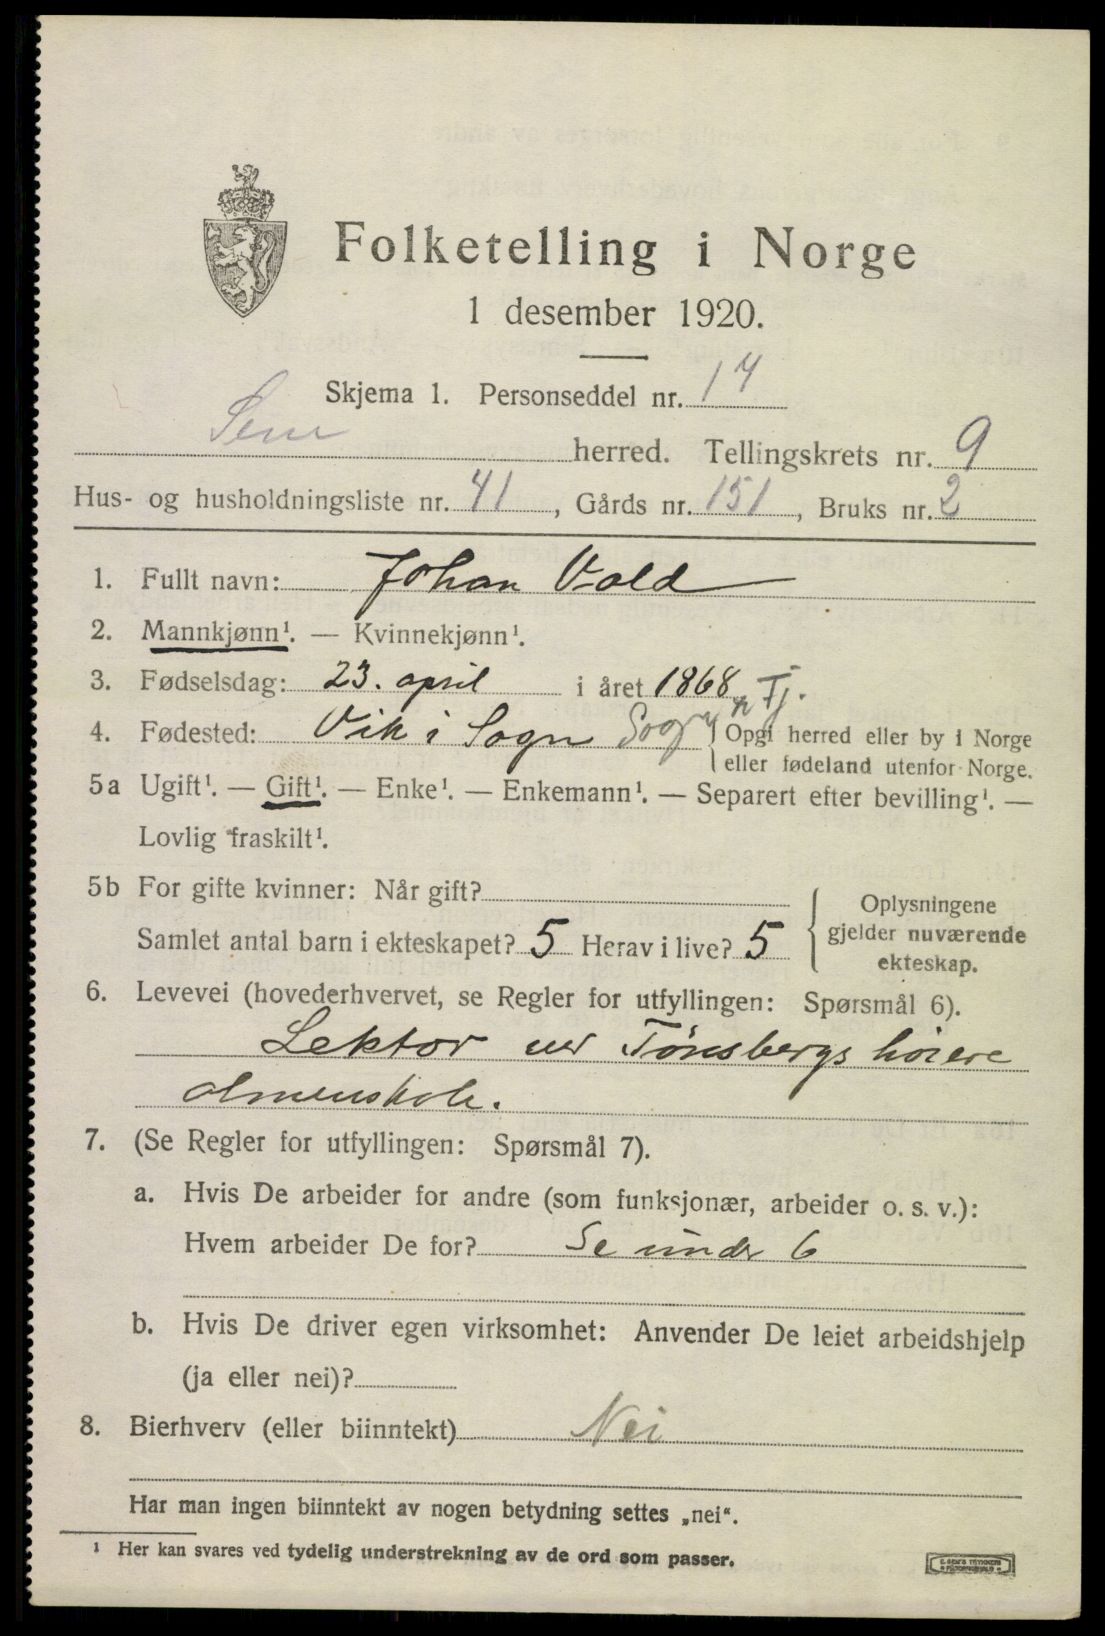 Folketelling i Norge
1 desember 1920.
Skjema 1. Personseddel nr. 14
Sem herred. Tellingskrets nr. 9
Hus- og husholdningsliste nr. 41, Gårds nr. 151, Bruks nr. 2
1. Fullt navn: Johan Vold
2. Mannkjønn¹. — Kvinnekjønn¹.
3. Fødselsdag: 23. april i året 1868
4. Fødested: Vik i Sogn Sogn Fj. Opgi herred eller by i Norge
eller fødeland utenfor Norge.
5a Ugift¹. — Gift¹. — Enke¹. — Enkemann¹. — Separert efter bevilling¹. —
Lovlig fraskilt¹.
5b For gifte kvinner: Når gift?
Samlet antal barn i ekteskapet? 5 Herav i live? 5
Oplysningene
gjelder nuværende
ekteskap.
6. Levevei (hovederhvervet, se Regler for utfyllingen: Spørsmål 6).
Lektor ved Tönsbergs høiere
almenskole.
7. (Se Regler for utfyllingen: Spørsmål 7).
a. Hvis De arbeider for andre (som funksjonær, arbeider o. s. v.):
Hvem arbeider De for? Se under 6
b. Hvis De driver egen virksomhet: Anvender De leiet arbeidshjelp
(ja eller nei)?
8. Bierhverv (eller biinntekt) Nei
Har man ingen biinntekt av nogen betydning settes „nei“.
¹ Her kan svares ved tydelig understrekning av de ord som passer.